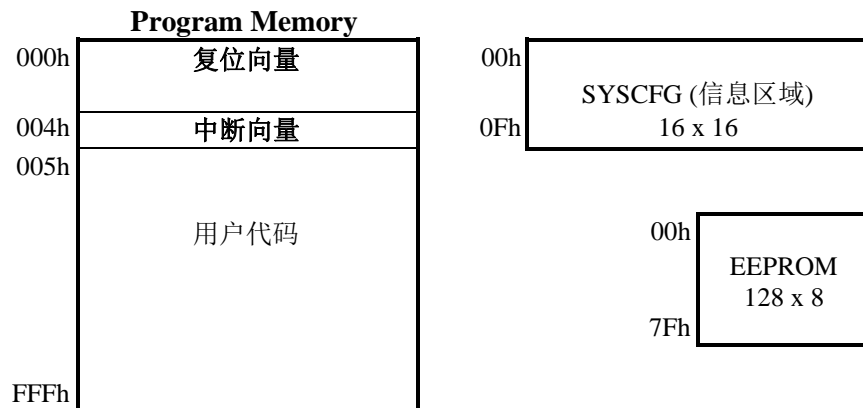 Program Memory
000h
复位向量
004h
中断向量
005h
用户代码
FFFh
00h
SYSCFG (信息区域)
0Fh
16 x 16
00h
EEPROM
128 x 8
7Fh